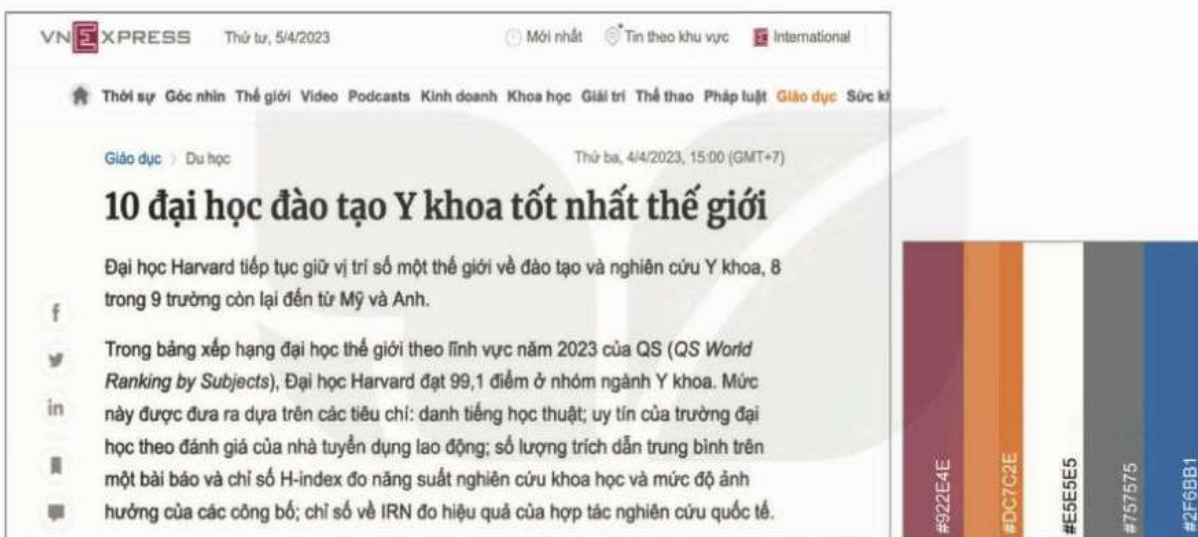 VNEXPRESS Thứ tư, 5/4/2023 Mới nhất Tin theo khu vực International
Thời sự Góc nhìn Thế giới Video Podcasts Kinh doanh Khoa học Giải trí Thể thao Pháp luật Giáo dục Sức kh
Giáo dục > Du học Thứ ba, 4/4/2023, 15:00 (GMT+7)
10 đại học đào tạo Y khoa tốt nhất thế giới
Đại học Harvard tiếp tục giữ vị trí số một thế giới về đào tạo và nghiên cứu Y khoa, 8
trong 9 trường còn lại đến từ Mỹ và Anh.
Trong bảng xếp hạng đại học thế giới theo lĩnh vực năm 2023 của QS (QS World
Ranking by Subjects), Đại học Harvard đạt 99,1 điểm ở nhóm ngành Y khoa. Mức
này được đưa ra dựa trên các tiêu chí: danh tiếng học thuật; uy tín của trường đại
học theo đánh giá của nhà tuyển dụng lao động; số lượng trích dẫn trung bình trên
một bài báo và chỉ số H-index đo năng suất nghiên cứu khoa học và mức độ ảnh
hưởng của các công bố; chỉ số về IRN đo hiệu quả của hợp tác nghiên cứu quốc tế.
#922E4E
#DC7C2E
#E5E5E5
#757575
#2F6BB1